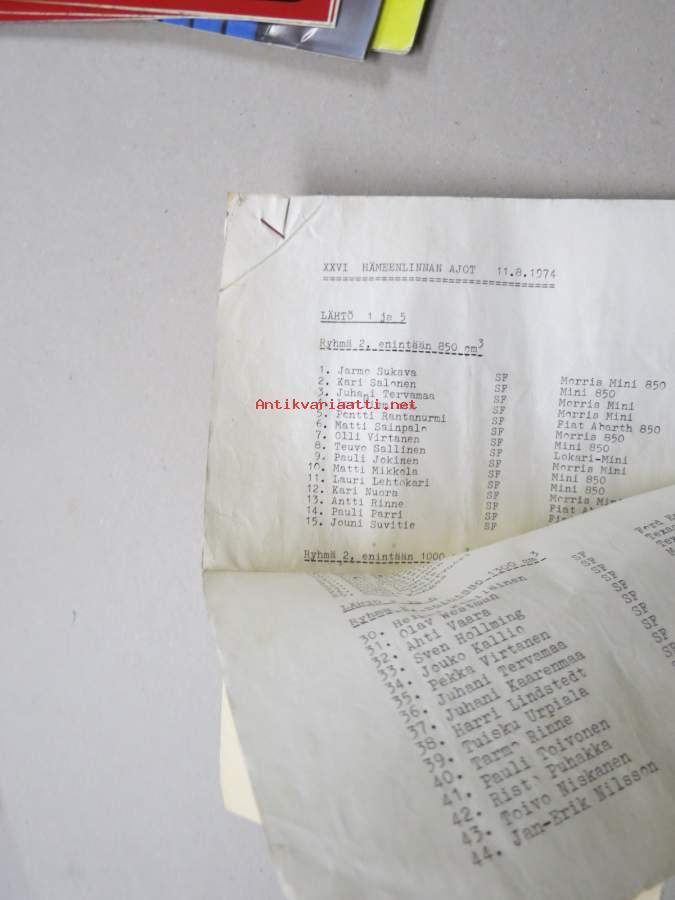 XXVI HÄMEENLINNAN AJOT 11.8.1974
LÄHTÖ 1 ja 5
Ryhmä 2, enintään 850 cm3
1. Jarmo Sukava SF Morris Mini 850
2. Kari Salonen SF Mini 850
3. Juhani Tervamaa SF Morris Mini
Antikvariaatti.net SF Morris Mini
5. Pentti Rantanurmi SF Fiat Abarth 850
6. Matti Sainpalo SF Morris 850
7. Olli Virtanen SF Mini 850
8. Teuvo Sallinen SF Lokari-Mini
9. Pauli Jokinen SF Morris Mini
10. Matti Mikkola SF Mini 850
11. Lauri Lehtokari SF Mini 850
12. Kari Nuora SF Morris
13. Antti Rinne SF Fiat
14. Pauli Parri SF Fiat
15. Jouni Suvitie SF
Ryhmä 2, enintään 1000
LÄHTÖ
30.
31. Olav Westman
32. Ahti Vaara
33. Sven Hollming
34. Jouko Kallio
35. Pekka Virtanen
36. Juhani Tervamaa
37. Juhani Kaarenmaa
38. Harri Lindstedt
39. Tuisku Urpiala
40. Tarmo Rinne
41. Pauli Toivonen
42. Risto Puhakka
43. Toivo Niskanen
44. Jan-Erik Nilsson